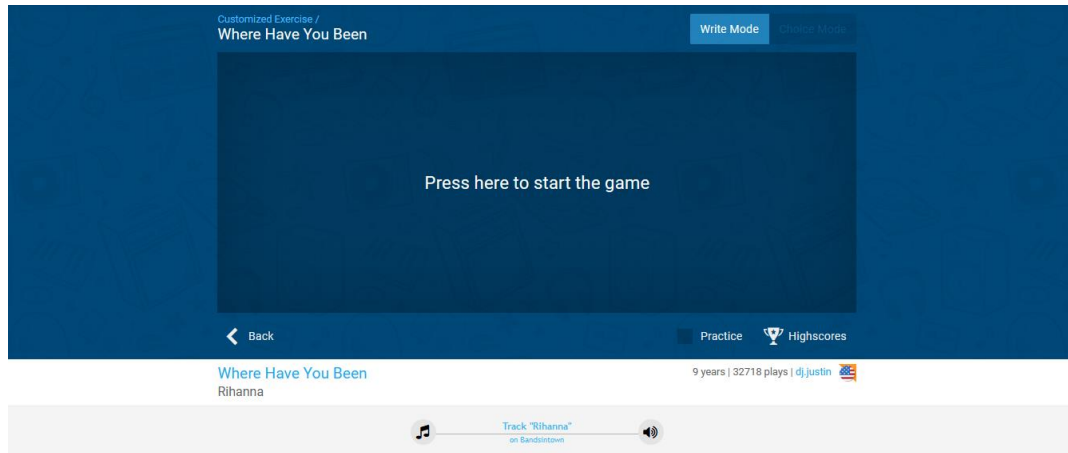 Customized Exercise /
Where Have You Been
Write Mode
Choice Mode
Press here to start the game
Back
Practice
Highscores
Where Have You Been
9 years | 32718 plays | dj.justin
Rihanna
Track "Rihanna"
on Bandsintown